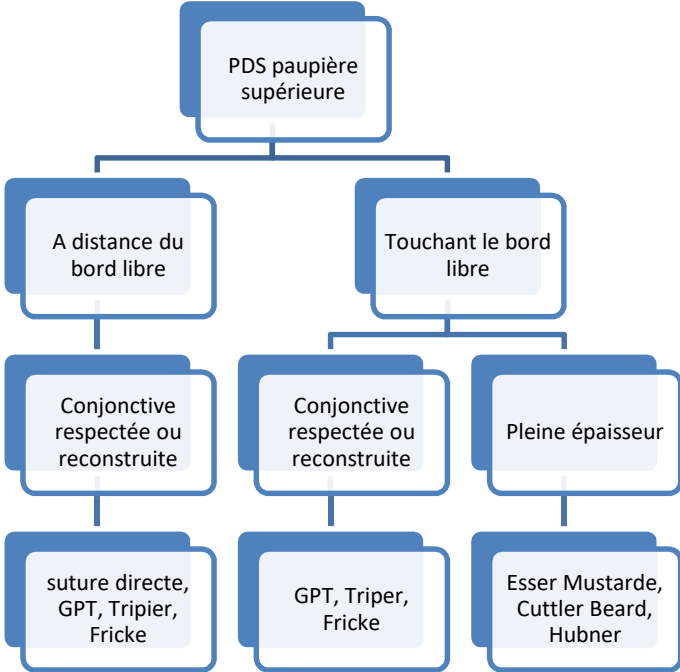 PDS paupière
supérieure
A distance du
bord libre
Touchant le bord
libre
Conjonctive
respectée ou
reconstruite
Conjonctive
respectée ou
reconstruite
Pleine épaisseur
suture directe,
GPT, Tripier,
Fricke
GPT, Triper,
Fricke
Esser Mustarde,
Cuttler Beard,
Hubner